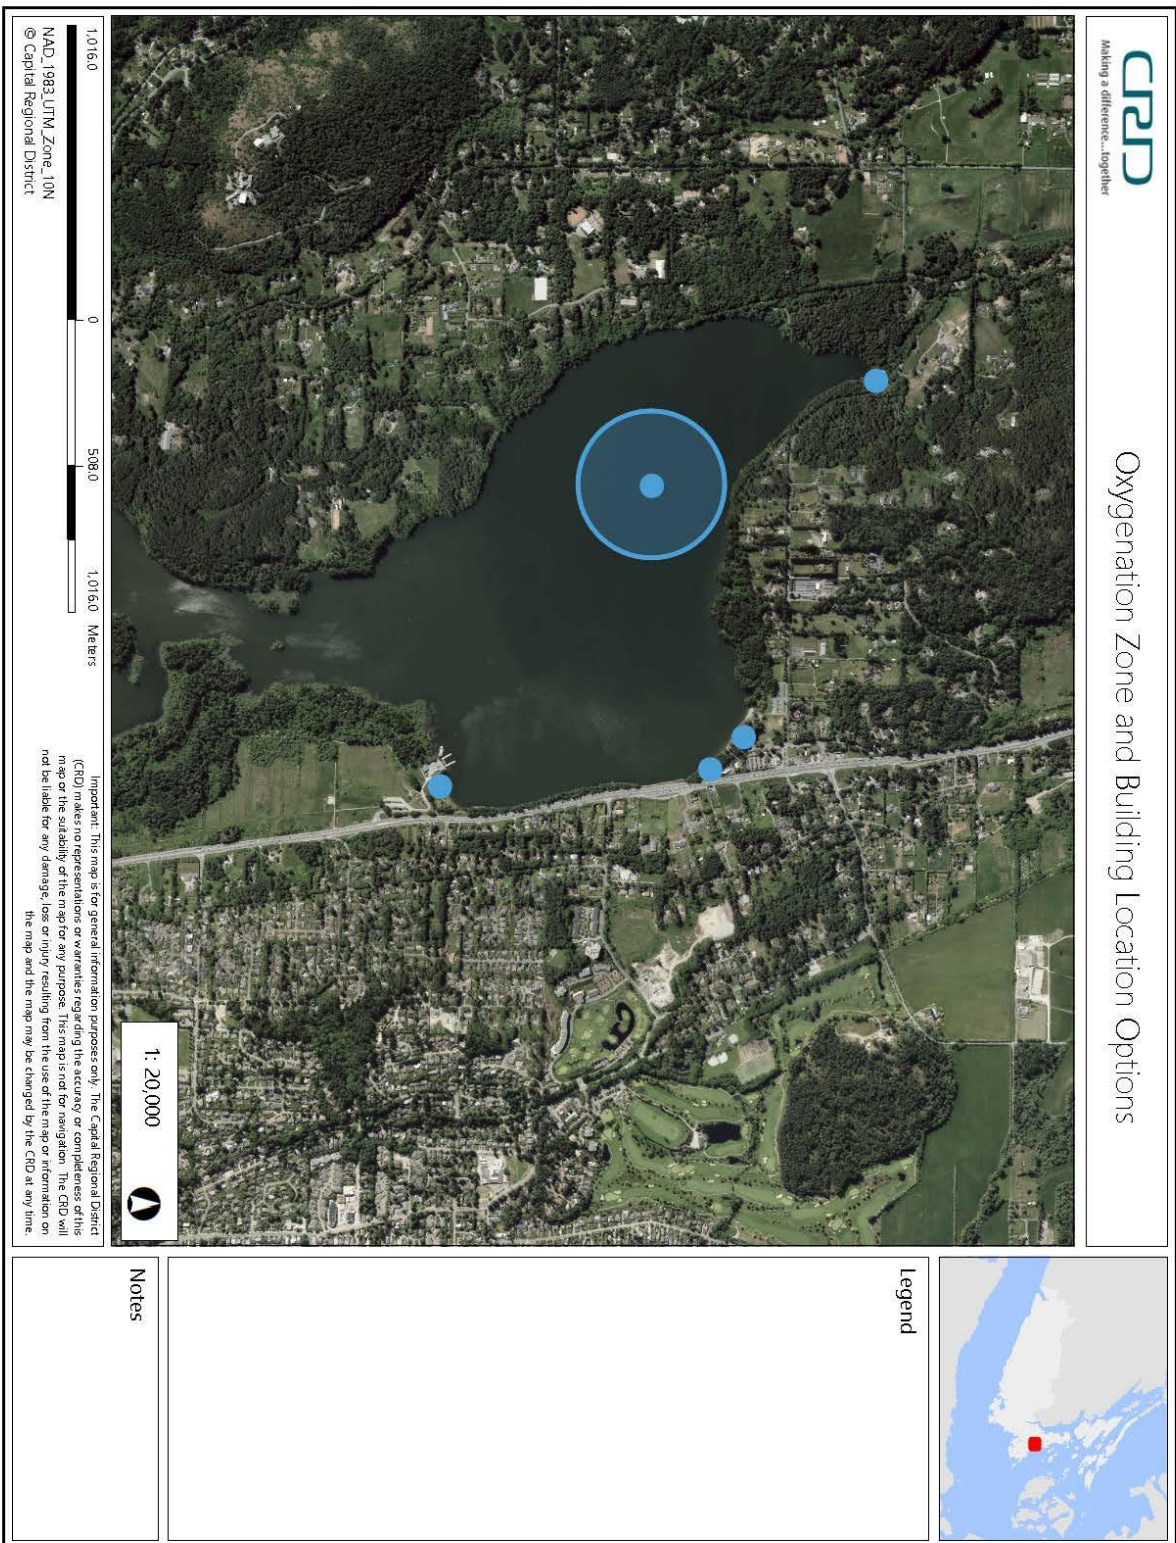 CRD
Making a difference...together
Oxygenation Zone and Building Location Options
Legend
Notes
1: 20,000
1,016.0
0
508.0
1,016.0 Meters
NAD_1983_UTM_Zone_10N
© Capital Regional District
Important: This map is for general information purposes only. The Capital Regional District
(CRD) makes no representations or warranties regarding the accuracy or completeness of this
map or the suitability of the map for any purpose. This map is not for navigation. The CRD will
not be liable for any damage, loss or injury resulting from the use of the map or information on
the map and the map may be changed by the CRD at any time.